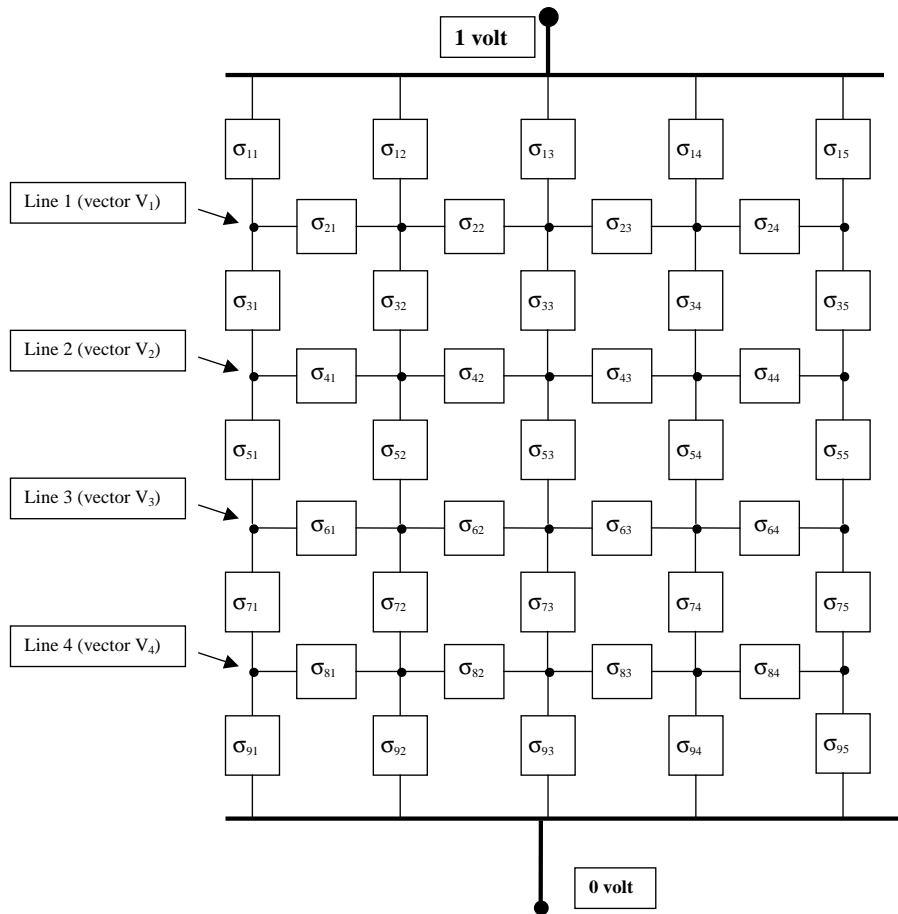 1 volt
σ11 σ12 σ13 σ14 σ15
Line 1 (vector V1)
σ21 σ22 σ23 σ24
σ31 σ32 σ33 σ34 σ35
Line 2 (vector V2)
σ41 σ42 σ43 σ44
σ51 σ52 σ53 σ54 σ55
Line 3 (vector V3)
σ61 σ62 σ63 σ64
σ71 σ72 σ73 σ74 σ75
Line 4 (vector V4)
σ81 σ82 σ83 σ84
σ91 σ92 σ93 σ94 σ95
0 volt